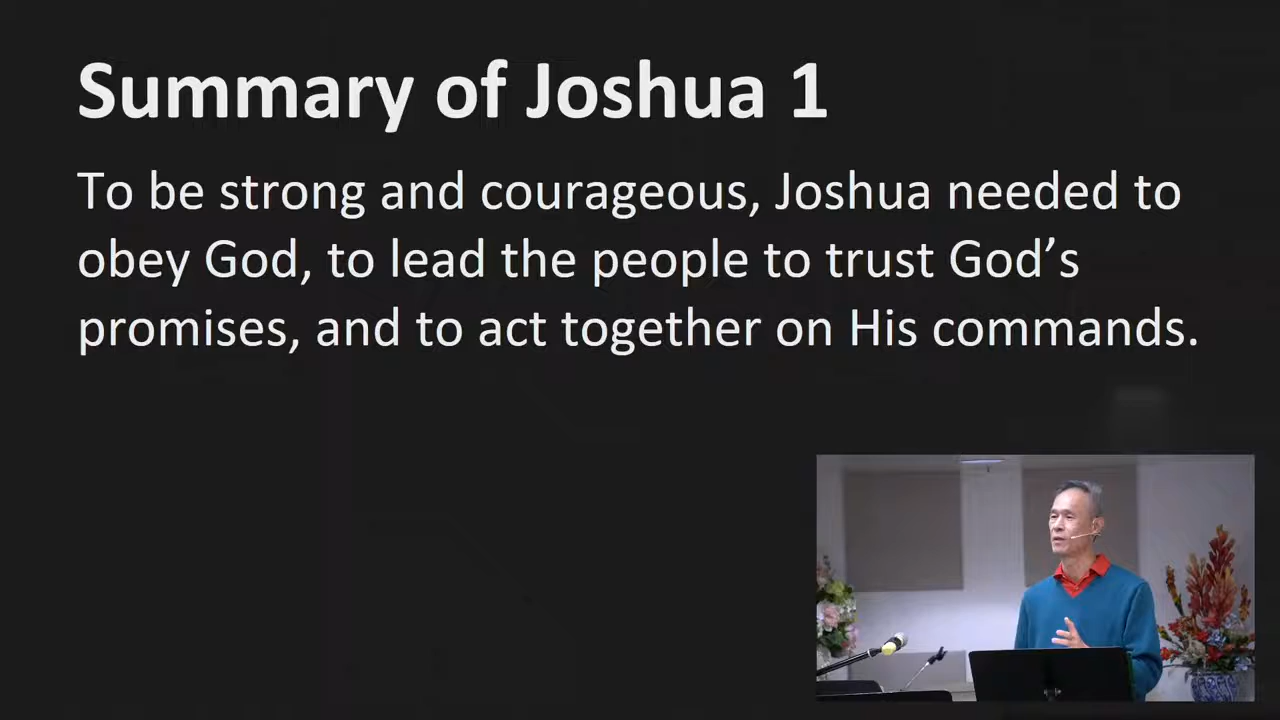 Summary of Joshua 1
To be strong and courageous, Joshua needed to
obey God, to lead the people to trust God’s
promises, and to act together on His commands.